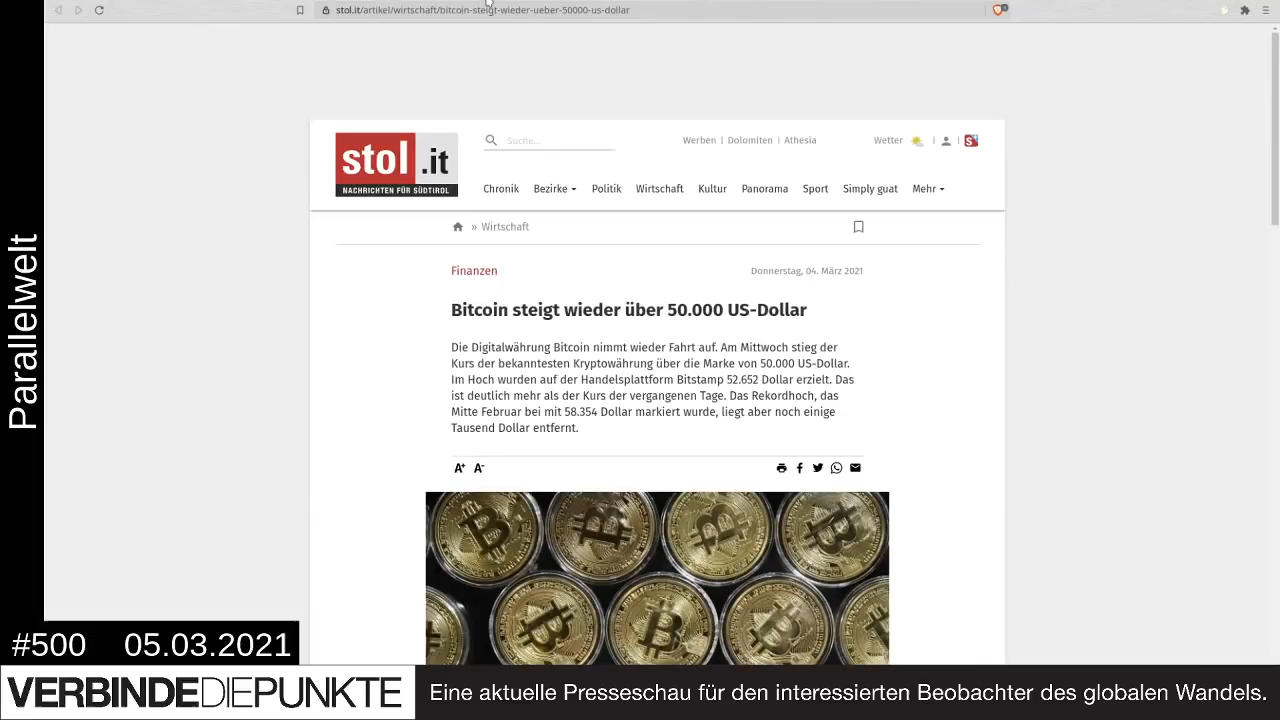 stol.it/artikel/wirtschaft/bitcoin-steigt-wieder-ueber-50000-us-dollar
stol.it
NACHRICHTEN FÜR SÜDTIROL
Suche...
Werben | Dolomiten | Athesia
Wetter
Chronik Bezirke Politik Wirtschaft Kultur Panorama Sport Simply guat Mehr
» Wirtschaft
Finanzen
Donnerstag, 04. März 2021
Bitcoin steigt wieder über 50.000 US-Dollar
Die Digitalwährung Bitcoin nimmt wieder Fahrt auf. Am Mittwoch stieg der
Kurs der bekanntesten Kryptowährung über die Marke von 50.000 US-Dollar.
Im Hoch wurden auf der Handelsplattform Bitstamp 52.652 Dollar erzielt. Das
ist deutlich mehr als der Kurs der vergangenen Tage. Das Rekordhoch, das
Mitte Februar bei mit 58.354 Dollar markiert wurde, liegt aber noch einige
Tausend Dollar entfernt.
A+ A-
Parallelwelt
#500 05.03.2021
VERBINDEDIEPUNKTE
Eine aktuelle Presseschau für den interessierten Beobachter des globalen Wandels.